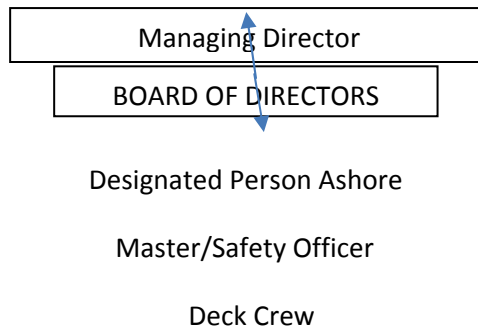 Managing Director
BOARD OF DIRECTORS
Designated Person Ashore
Master/Safety Officer
Deck Crew